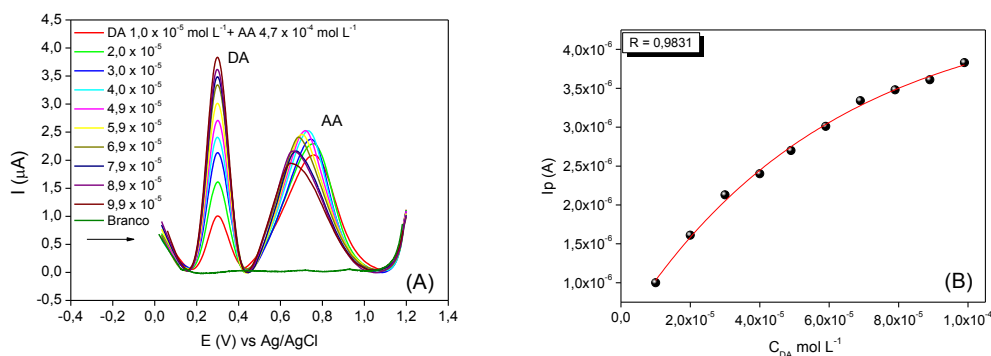 DA 1,0 x 10⁻⁵ mol L⁻¹+ AA 4,7 x 10⁻⁴ mol L⁻¹
2,0 x 10⁻⁵
3,0 x 10⁻⁵
4,0 x 10⁻⁵
4,9 x 10⁻⁵
5,9 x 10⁻⁵
6,9 x 10⁻⁵
7,9 x 10⁻⁵
8,9 x 10⁻⁵
9,9 x 10⁻⁵
Branco
DA
AA
(A)
I (μA)
4,5
4,0
3,5
3,0
2,5
2,0
1,5
1,0
0,5
0,0
-0,5
-0,4 -0,2 0,0 0,2 0,4 0,6 0,8 1,0 1,2 1,4
E (V) vs Ag/AgCl
R = 0,9831
(B)
Ip (A)
4,0x10⁻⁶
3,5x10⁻⁶
3,0x10⁻⁶
2,5x10⁻⁶
2,0x10⁻⁶
1,5x10⁻⁶
1,0x10⁻⁶
0,0 2,0x10⁻⁵ 4,0x10⁻⁵ 6,0x10⁻⁵ 8,0x10⁻⁵ 1,0x10⁻⁴
C_DA mol L⁻¹